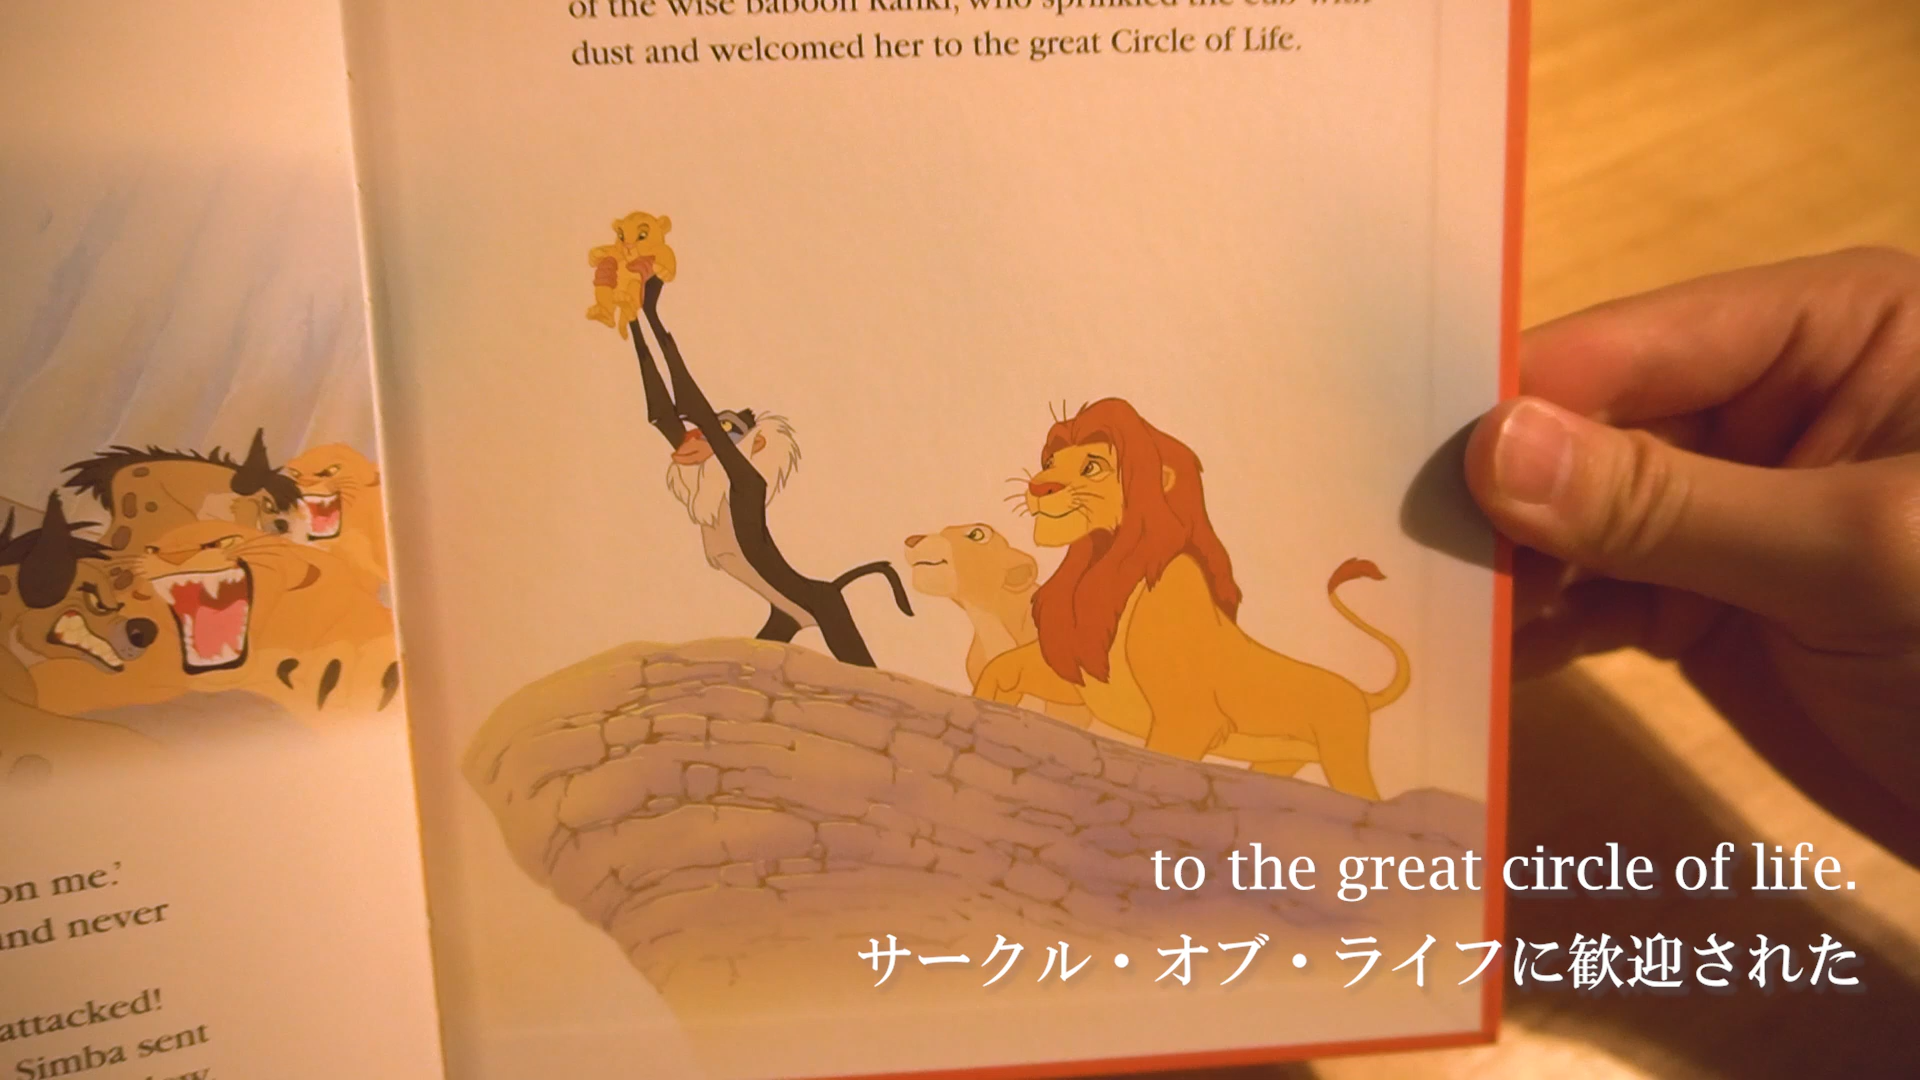 of the wise baboon Rafiki, who sprinkled the cub with
dust and welcomed her to the great Circle of Life.
on me.'
and never
attacked!
Simba sent
to the great circle of life.
サークル・オブ・ライフに歓迎された